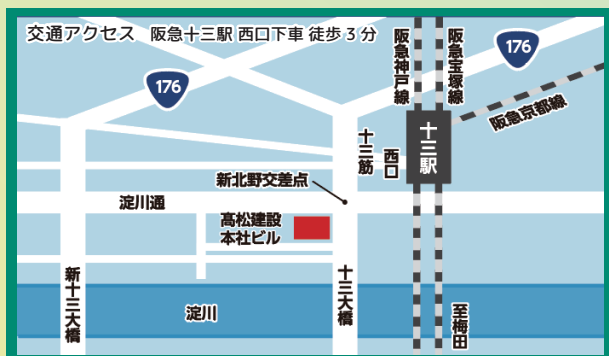 交通アクセス 阪急十三駅 西口下車 徒歩3分
176
176
阪急神戸線
阪急宝塚線
阪急京都線
十三駅
西口
十三筋
新北野交差点
淀川通
髙松建設
本社ビル
新十三大橋
十三大橋
淀川
至梅田